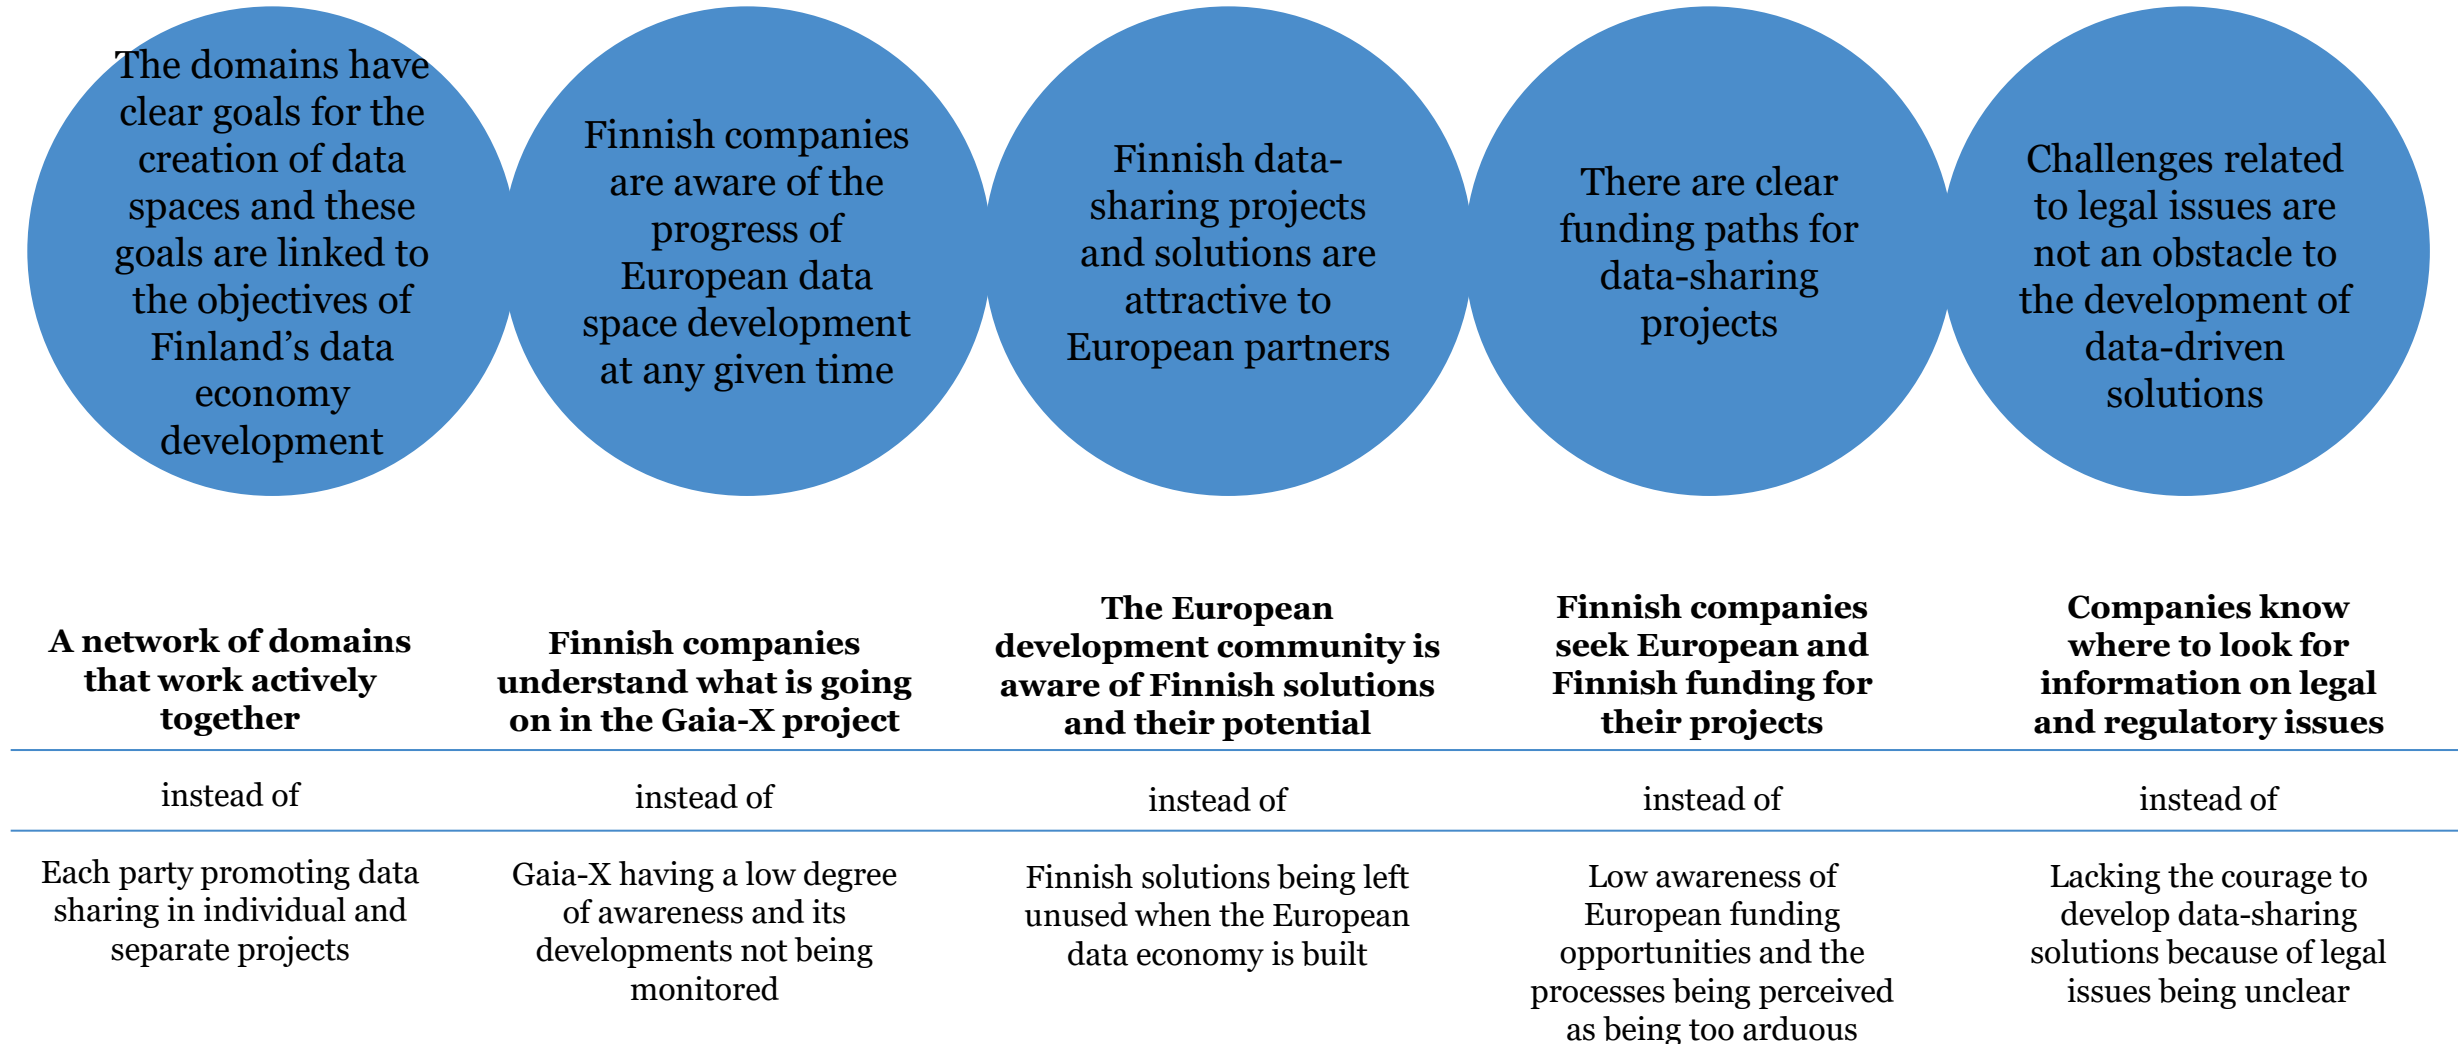 The domains have
clear goals for the
creation of data
spaces and these
goals are linked to
the objectives of
Finland’s data
economy
development
Finnish companies
are aware of the
progress of
European data
space development
at any given time
Finnish data-
sharing projects
and solutions are
attractive to
European partners
There are clear
funding paths for
data-sharing
projects
Challenges related
to legal issues are
not an obstacle to
the development of
data-driven
solutions
A network of domains
that work actively
together
Finnish companies
understand what is going
on in the Gaia-X project
The European
development community is
aware of Finnish solutions
and their potential
Finnish companies
seek European and
Finnish funding for
their projects
Companies know
where to look for
information on legal
and regulatory issues
instead of
instead of
instead of
instead of
instead of
Each party promoting data
sharing in individual and
separate projects
Gaia-X having a low degree
of awareness and its
developments not being
monitored
Finnish solutions being left
unused when the European
data economy is built
Low awareness of
European funding
opportunities and the
processes being perceived
as being too arduous
Lacking the courage to
develop data-sharing
solutions because of legal
issues being unclear